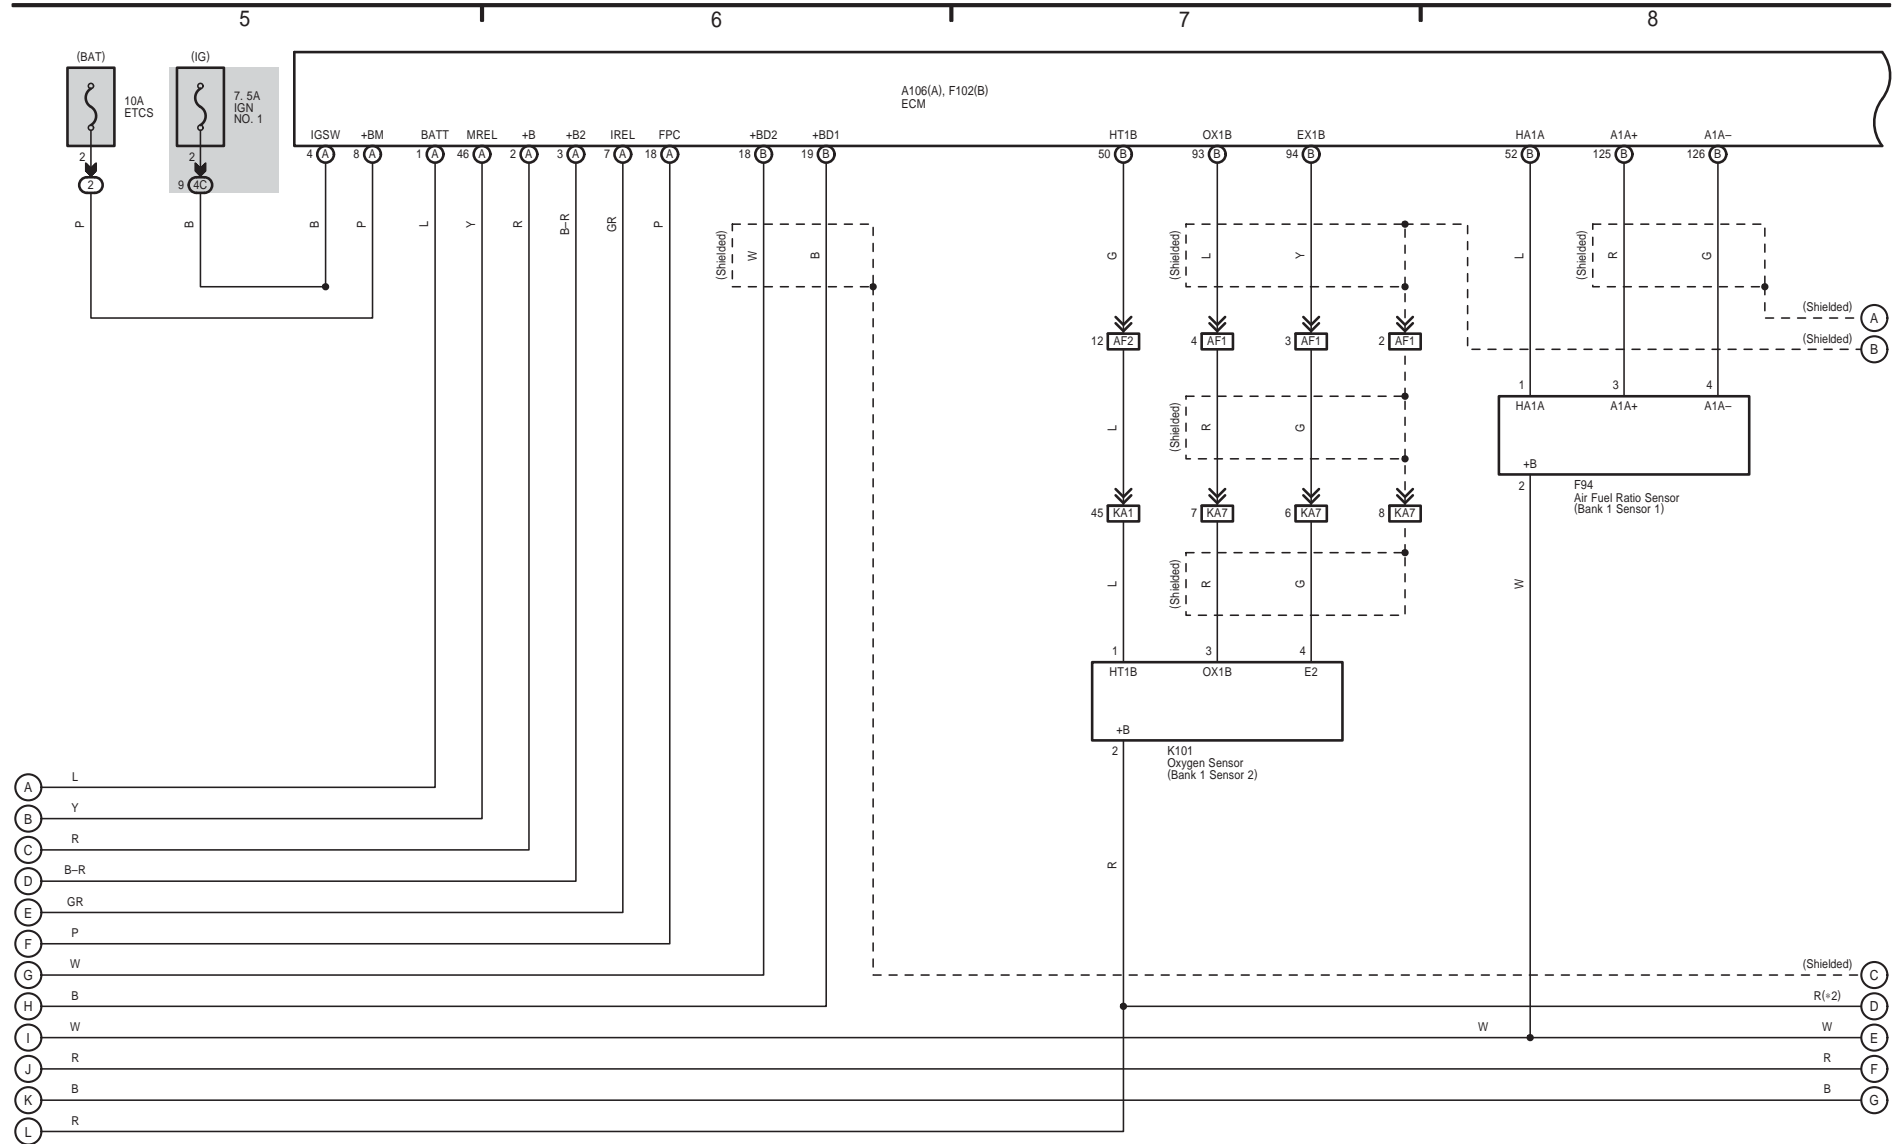 5 6 7 8
(BAT) (IG)
10A
ETCS
7. 5A
IGN
NO. 1
A106(A), F102(B)
ECM
IGSW +BM BATT MREL +B +B2 IREL FPC +BD2 +BD1 HT1B OX1B EX1B HA1A A1A+ A1A–
4 A 8 A 1 A 46 A 2 A 3 A 7 A 18 A 18 B 19 B 50 B 93 B 94 B 52 B 125 B 126 B
2 2
2 9 4C
P B B P L Y R B–R GR P
(Shielded) W B G (Shielded) L Y L (Shielded) R G
(Shielded) A
(Shielded) B
12 AF2 4 AF1 3 AF1 2 AF1
1 3 4
HA1A A1A+ A1A–
L (Shielded) R G
+B
2
F94
Air Fuel Ratio Sensor
(Bank 1 Sensor 1)
45 KA1 7 KA7 6 KA7 8 KA7
L (Shielded) R G W
1 3 4
HT1B OX1B E2
+B
2
K101
Oxygen Sensor
(Bank 1 Sensor 2)
A L
B Y
C R
R
D B–R
E GR
F P
G W (Shielded) C
H B R(*2) D
I W W W E
J R R F
K B B G
L R